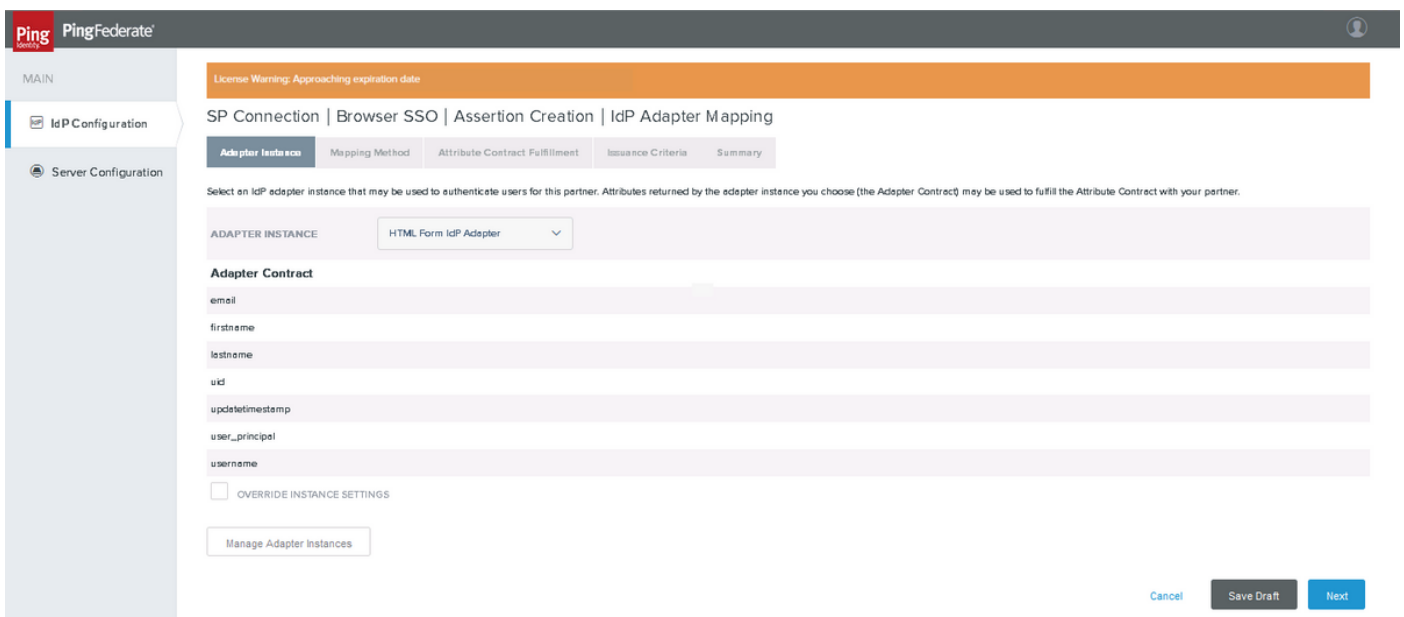 Ping
Identity
PingFederate
MAIN
IdP Configuration
Server Configuration
License Warning: Approaching expiration date
SP Connection | Browser SSO | Assertion Creation | IdP Adapter Mapping
Adapter Instance Mapping Method Attribute Contract Fulfillment Issuance Criteria Summary
Select an IdP adapter instance that may be used to authenticate users for this partner. Attributes returned by the adapter instance you choose (the Adapter Contract) may be used to fulfill the Attribute Contract with your partner.
ADAPTER INSTANCE HTML Form IdP Adapter
Adapter Contract
email
firstname
lastname
uid
updatetimestamp
user_principal
username
OVERRIDE INSTANCE SETTINGS
Manage Adapter Instances
Cancel Save Draft Next